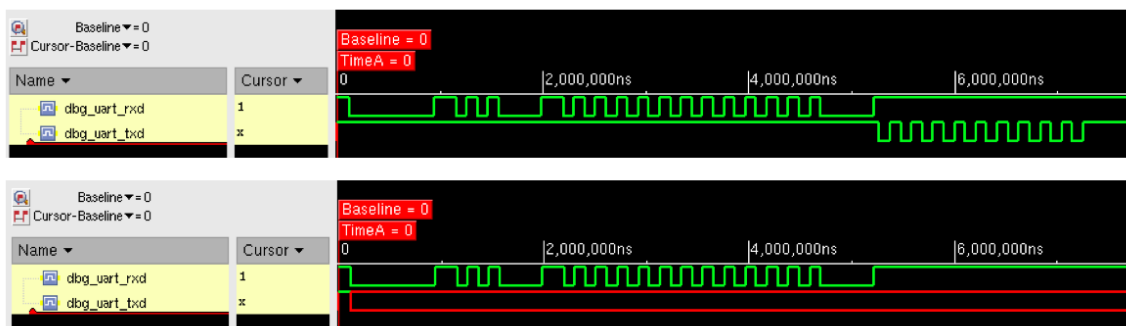 Baseline▼= 0
Cursor-Baseline▼= 0
Baseline = 0
TimeA = 0
Name ▼ Cursor ▼ 0 2,000,000ns 4,000,000ns 6,000,000ns
dbg_uart_rxd 1
dbg_uart_txd x
Baseline▼= 0
Cursor-Baseline▼= 0
Baseline = 0
TimeA = 0
Name ▼ Cursor ▼ 0 2,000,000ns 4,000,000ns 6,000,000ns
dbg_uart_rxd 1
dbg_uart_txd x